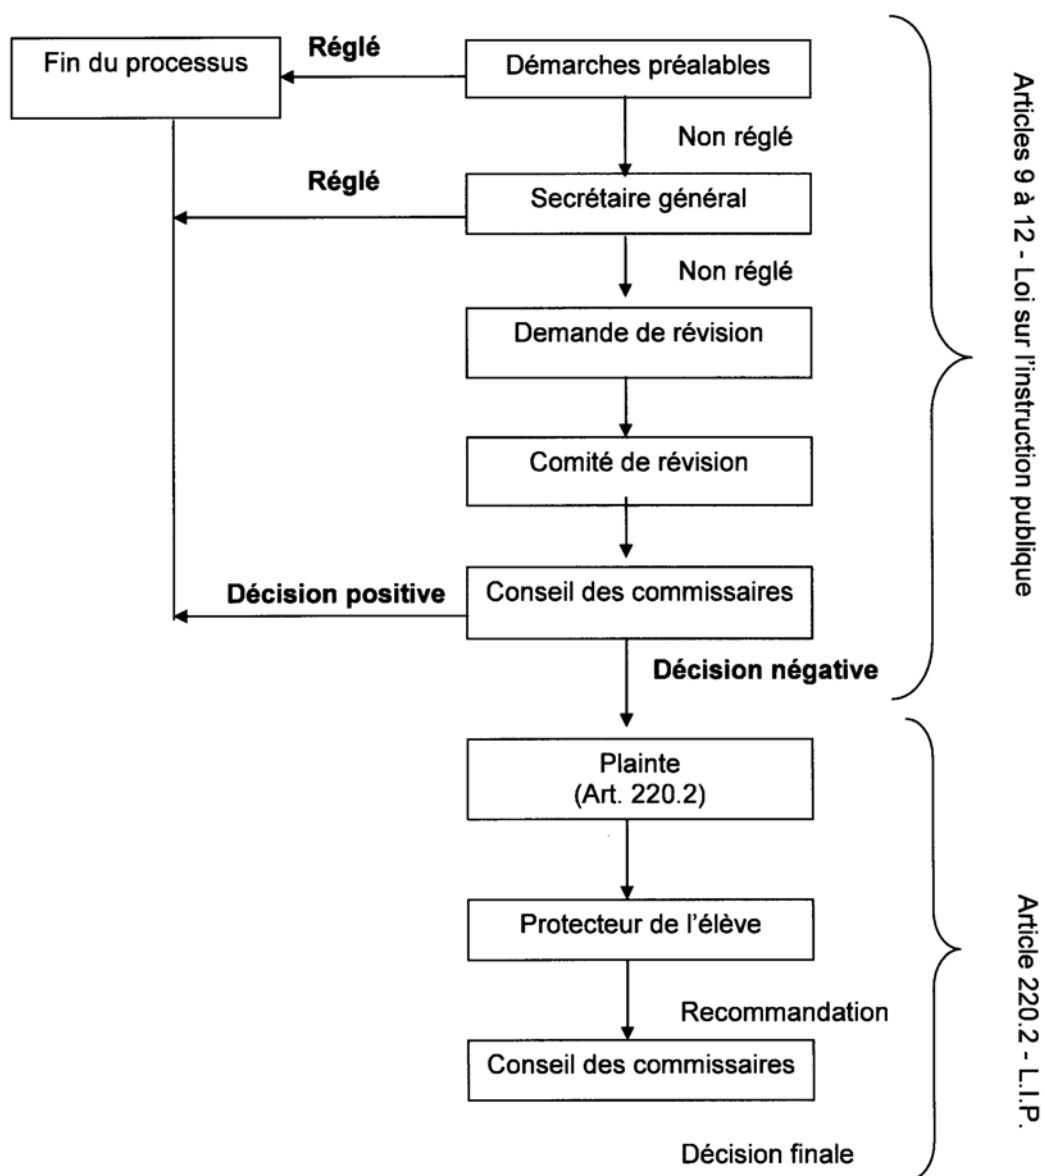 Fin du processus
Réglé
Démarches préalables
Non réglé
Réglé
Secrétaire général
Non réglé
Demande de révision
Comité de révision
Décision positive
Conseil des commissaires
Décision négative
Articles 9 à 12 - Loi sur l'instruction publique
Plainte
(Art. 220.2)
Protecteur de l'élève
Recommandation
Conseil des commissaires
Décision finale
Article 220.2 - L.I.P.